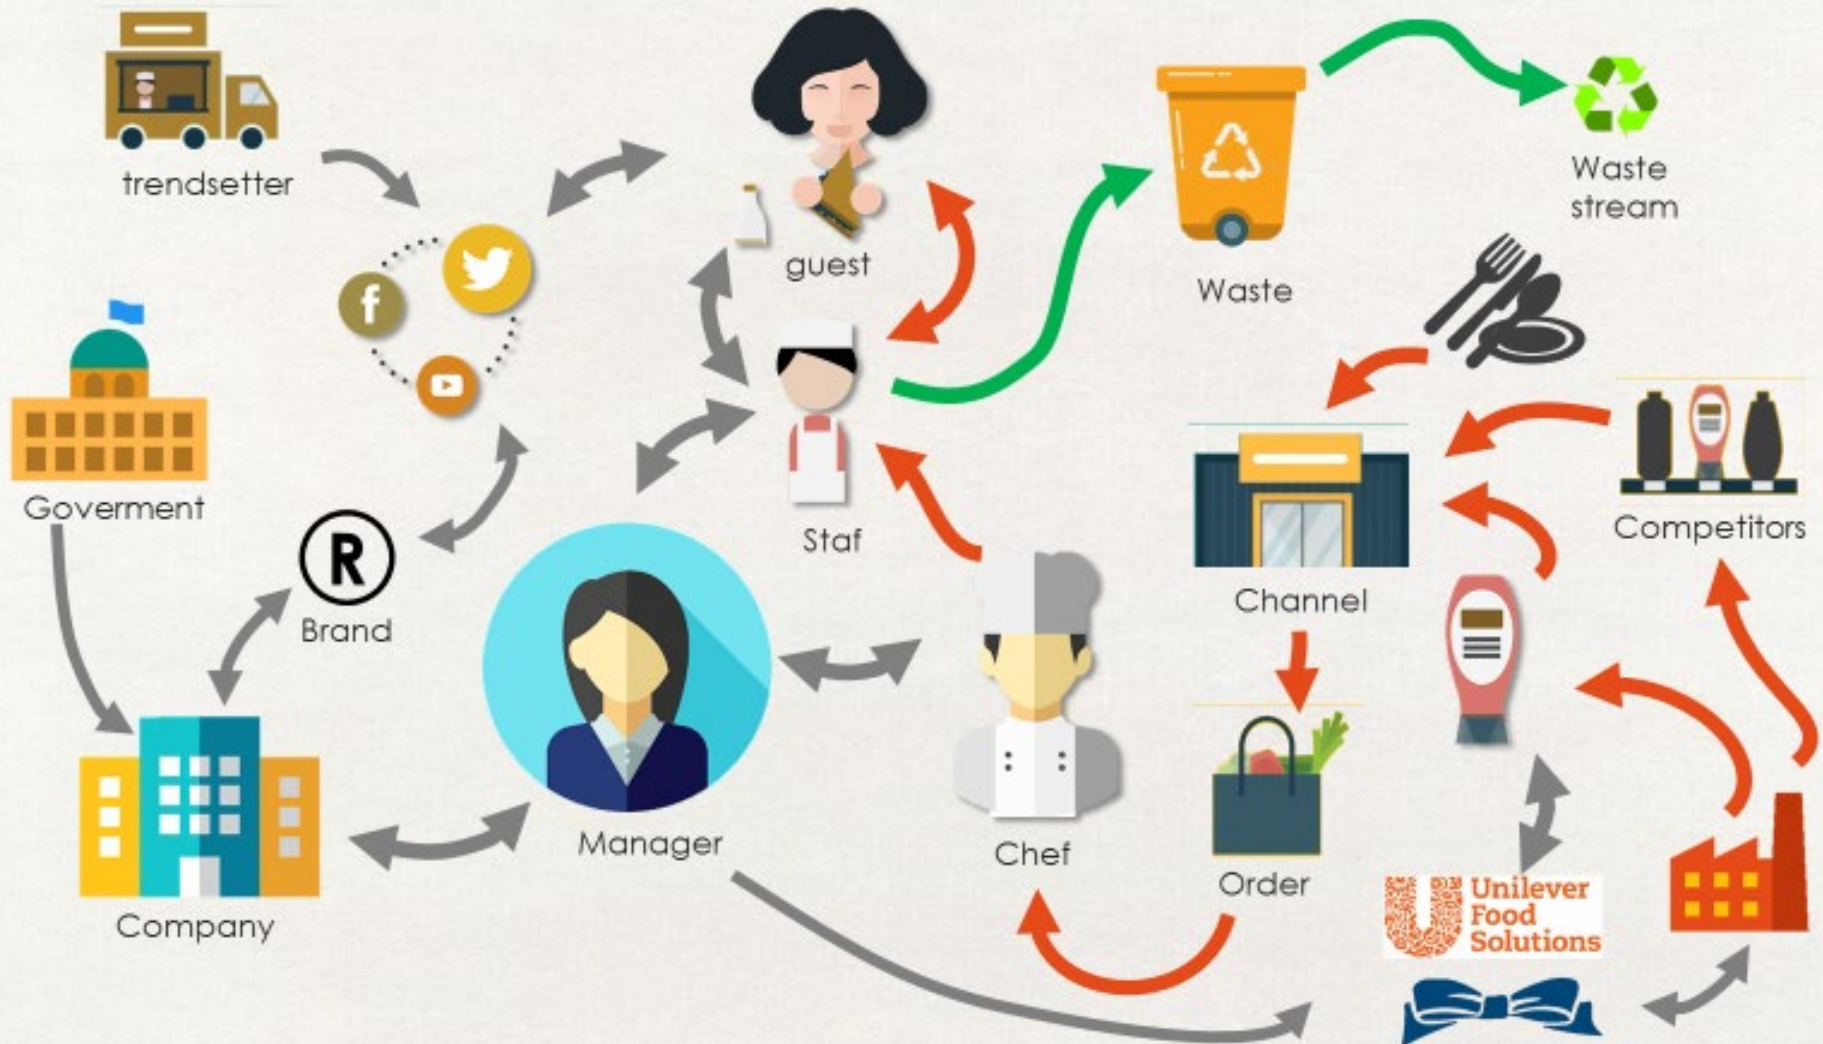 trendsetter
guest
Waste
stream
Waste
f
Goverment
Staf
Competitors
R
Brand
Channel
Manager
Chef
Order
Unilever
Food
Solutions
Company